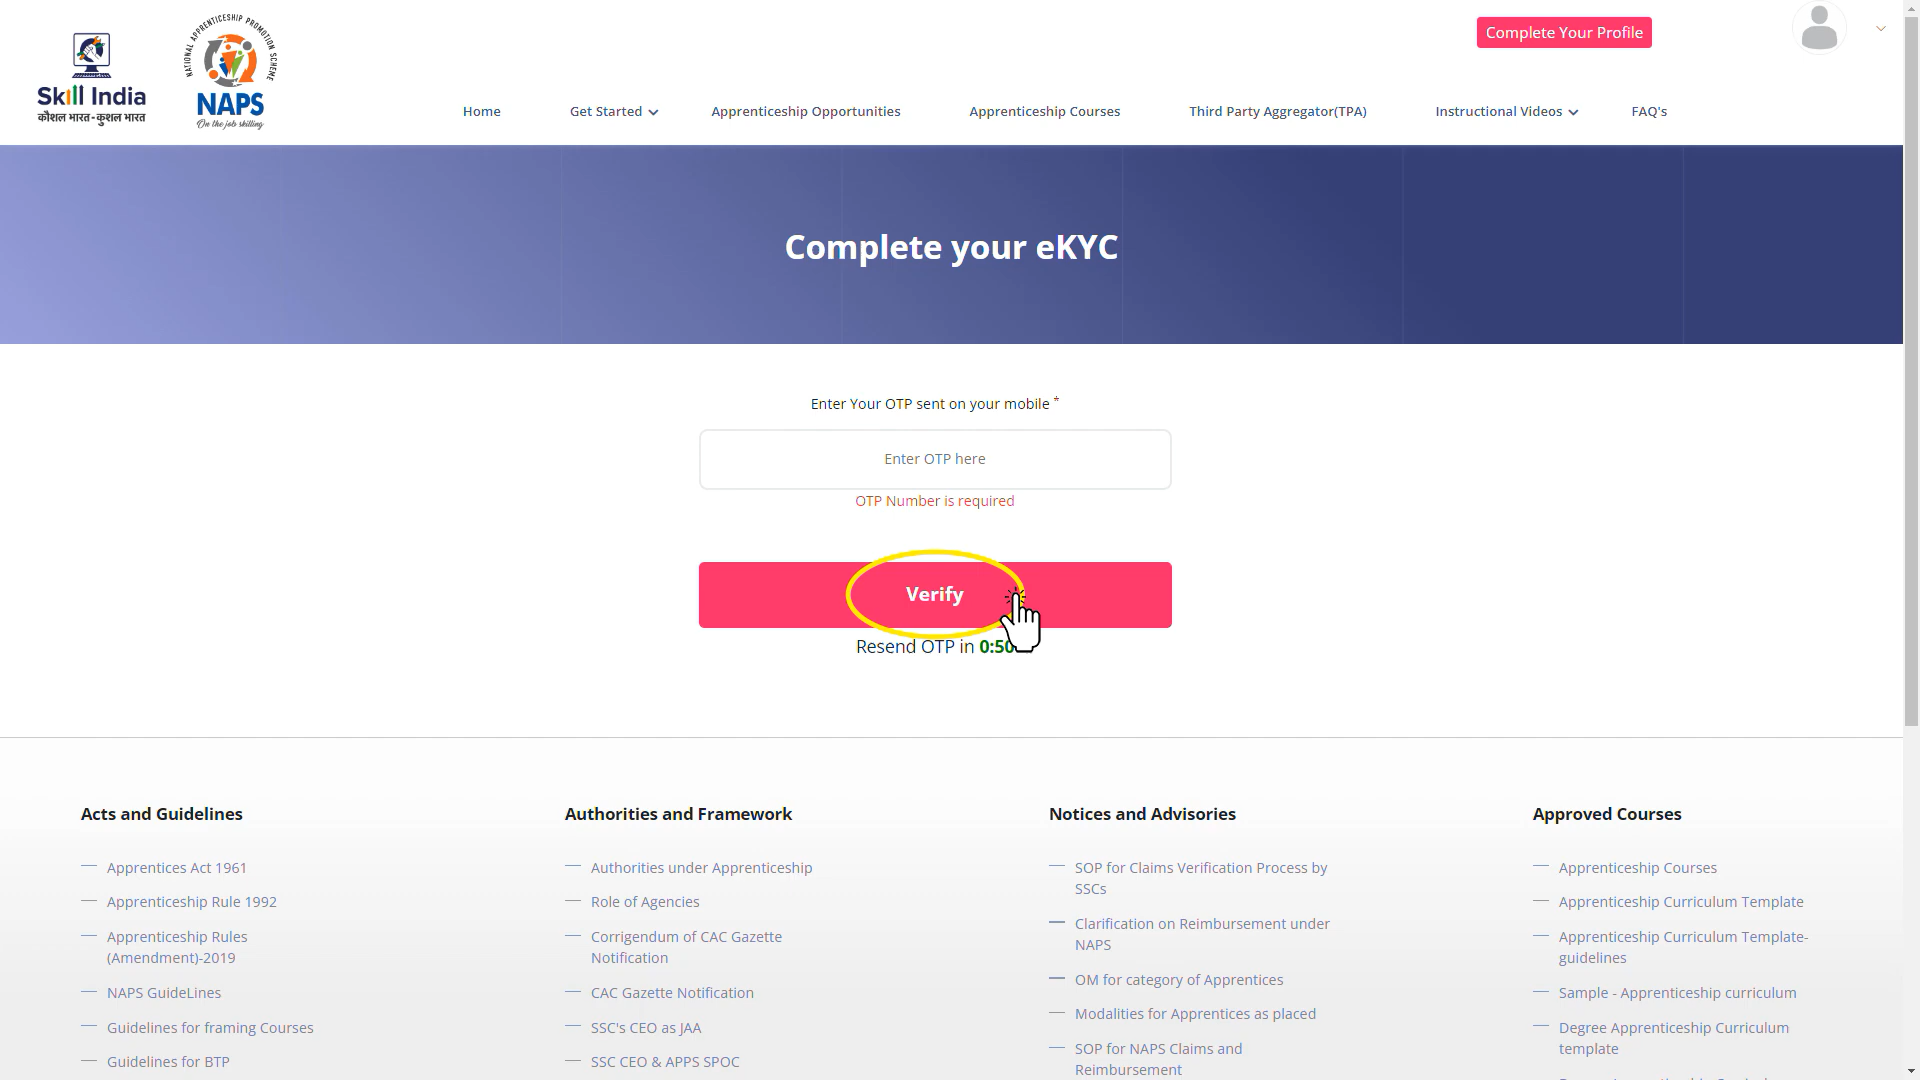 NATIONAL APPRENTICESHIP PROMOTION SCHEME
Complete Your Profile
Skill India
कौशल भारत - कुशल भारत
NAPS
On the job skilling
Home
Get Started
Apprenticeship Opportunities
Apprenticeship Courses
Third Party Aggregator(TPA)
Instructional Videos
FAQ's
Complete your eKYC
Enter Your OTP sent on your mobile *
Enter OTP here
OTP Number is required
Verify
Resend OTP in 0:50
Acts and Guidelines
Apprentices Act 1961
Apprenticeship Rule 1992
Apprenticeship Rules
(Amendment)-2019
NAPS GuideLines
Guidelines for framing Courses
Guidelines for BTP
Authorities and Framework
Authorities under Apprenticeship
Role of Agencies
Corrigendum of CAC Gazette
Notification
CAC Gazette Notification
SSC's CEO as JAA
SSC CEO & APPS SPOC
Notices and Advisories
SOP for Claims Verification Process by
SSCs
Clarification on Reimbursement under
NAPS
OM for category of Apprentices
Modalities for Apprentices as placed
SOP for NAPS Claims and
Reimbursement
Approved Courses
Apprenticeship Courses
Apprenticeship Curriculum Template
Apprenticeship Curriculum Template-
guidelines
Sample - Apprenticeship curriculum
Degree Apprenticeship Curriculum
template